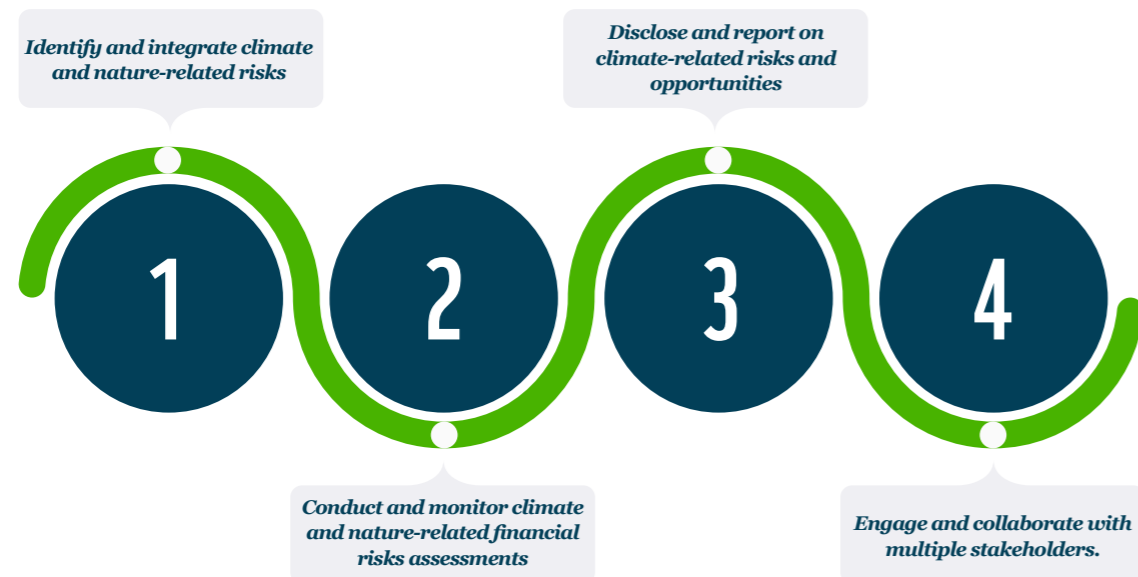 Identify and integrate climate
and nature-related risks
Disclose and report on
climate-related risks and
opportunities
1
2
3
4
Conduct and monitor climate
and nature-related financial
risks assessments
Engage and collaborate with
multiple stakeholders.